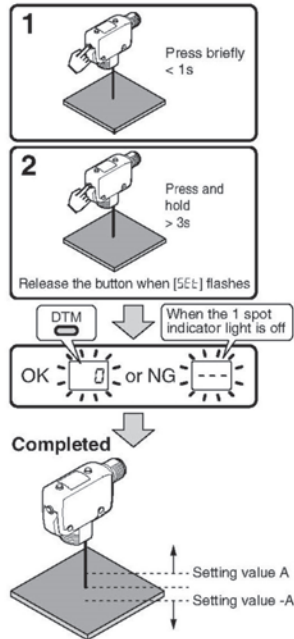 1
Press briefly
< 1s
2
Press and
hold
> 3s
Release the button when [SEt] flashes
DTM
When the 1 spot
indicator light is off
OK 0 or NG ---
Completed
Setting value A
Setting value -A